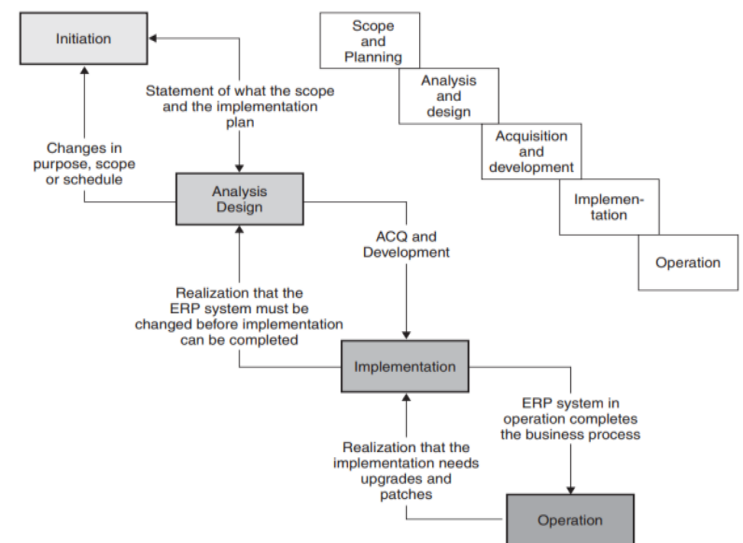 Initiation
Statement of what the scope
and the implementation
plan
Changes in
purpose, scope
or schedule
Analysis
Design
ACQ and
Development
Realization that the
ERP system must be
changed before implementation
can be completed
Implementation
ERP system in
operation completes
the business process
Realization that the
implementation needs
upgrades and
patches
Operation
Scope
and
Planning
Analysis
and
design
Acquisition
and
development
Implemen-
tation
Operation